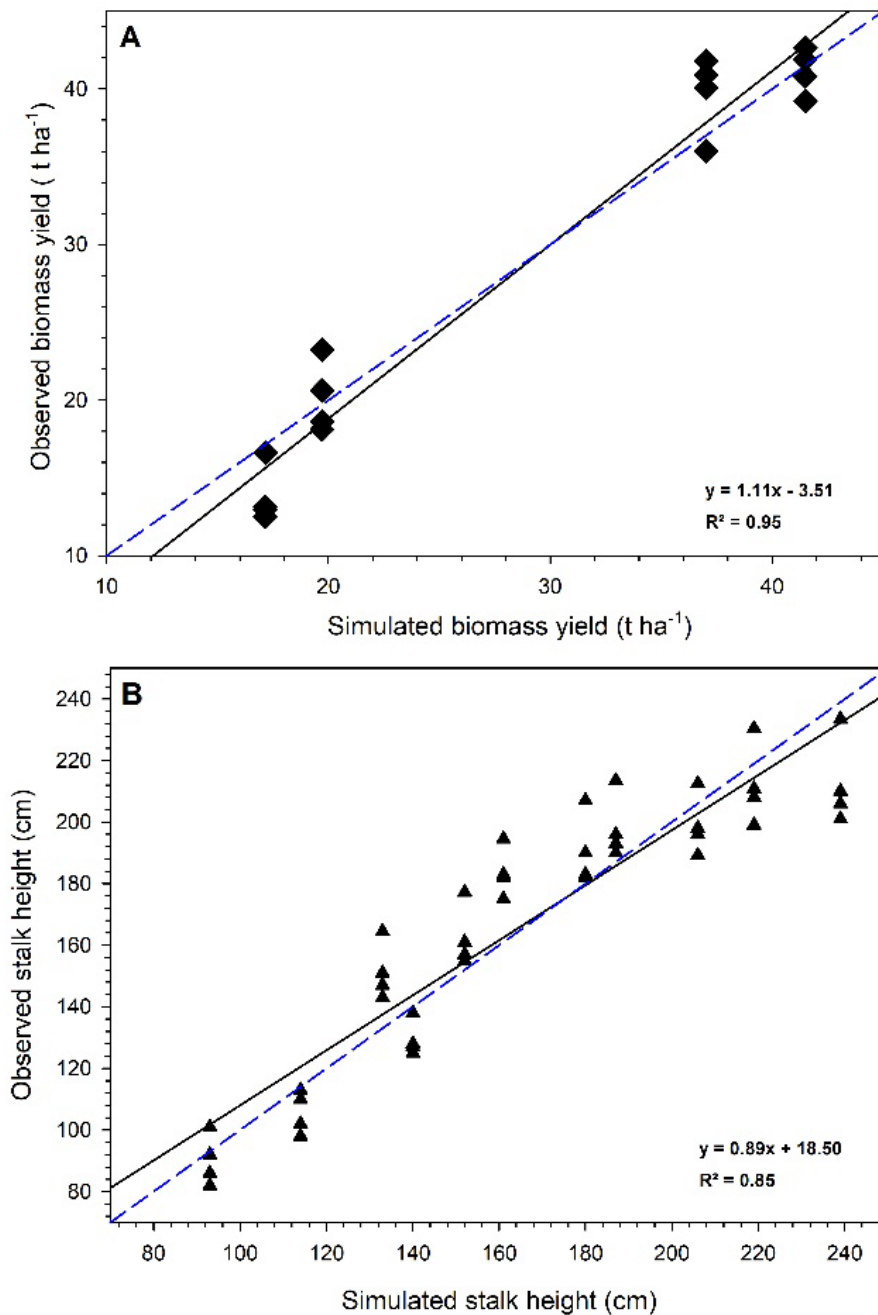 A
Observed biomass yield ( t ha⁻¹)
40
30
20
10
y = 1.11x - 3.51
R² = 0.95
10
20
30
40
Simulated biomass yield (t ha⁻¹)
B
Observed stalk height (cm)
240
220
200
180
160
140
120
100
80
y = 0.89x + 18.50
R² = 0.85
80
100
120
140
160
180
200
220
240
Simulated stalk height (cm)